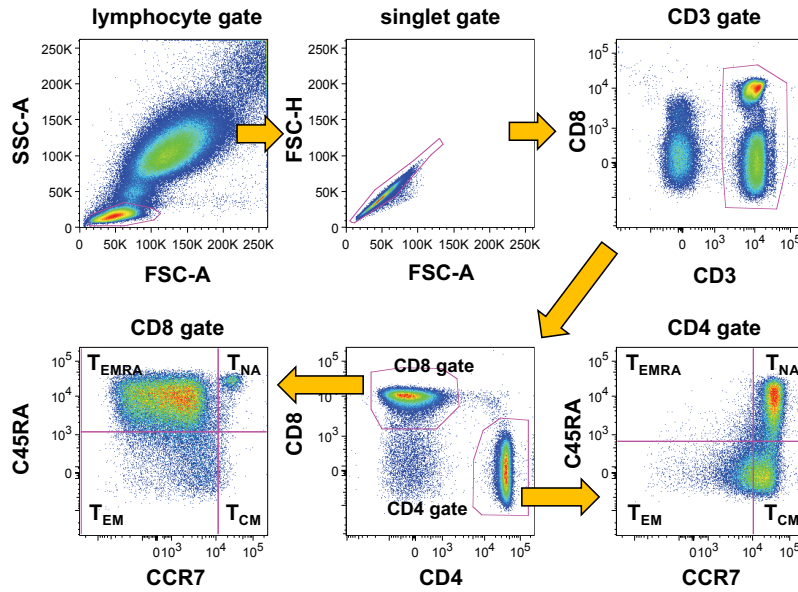 lymphocyte gate
singlet gate
CD3 gate
SSC-A
250K
200K
150K
100K
50K
0
0 50K 100K 150K 200K 250K
FSC-A
FSC-H
250K
200K
150K
100K
50K
0
0 50K 100K 150K 200K 250K
FSC-A
CD8
10⁵
10⁴
10³
0
0 10³ 10⁴ 10⁵
CD3
CD8 gate
CD4 gate
C45RA
10⁵
10⁴
10³
0
T_EMRA T_NA
T_EM T_CM
0 10³ 10⁴ 10⁵
CCR7
CD8
10⁵
10⁴
10³
0
CD8 gate
CD4 gate
0 10³ 10⁴ 10⁵
CD4
C45RA
10⁵
10⁴
10³
0
T_EMRA T_NA
T_EM T_CM
0 10³ 10⁴ 10⁵
CCR7